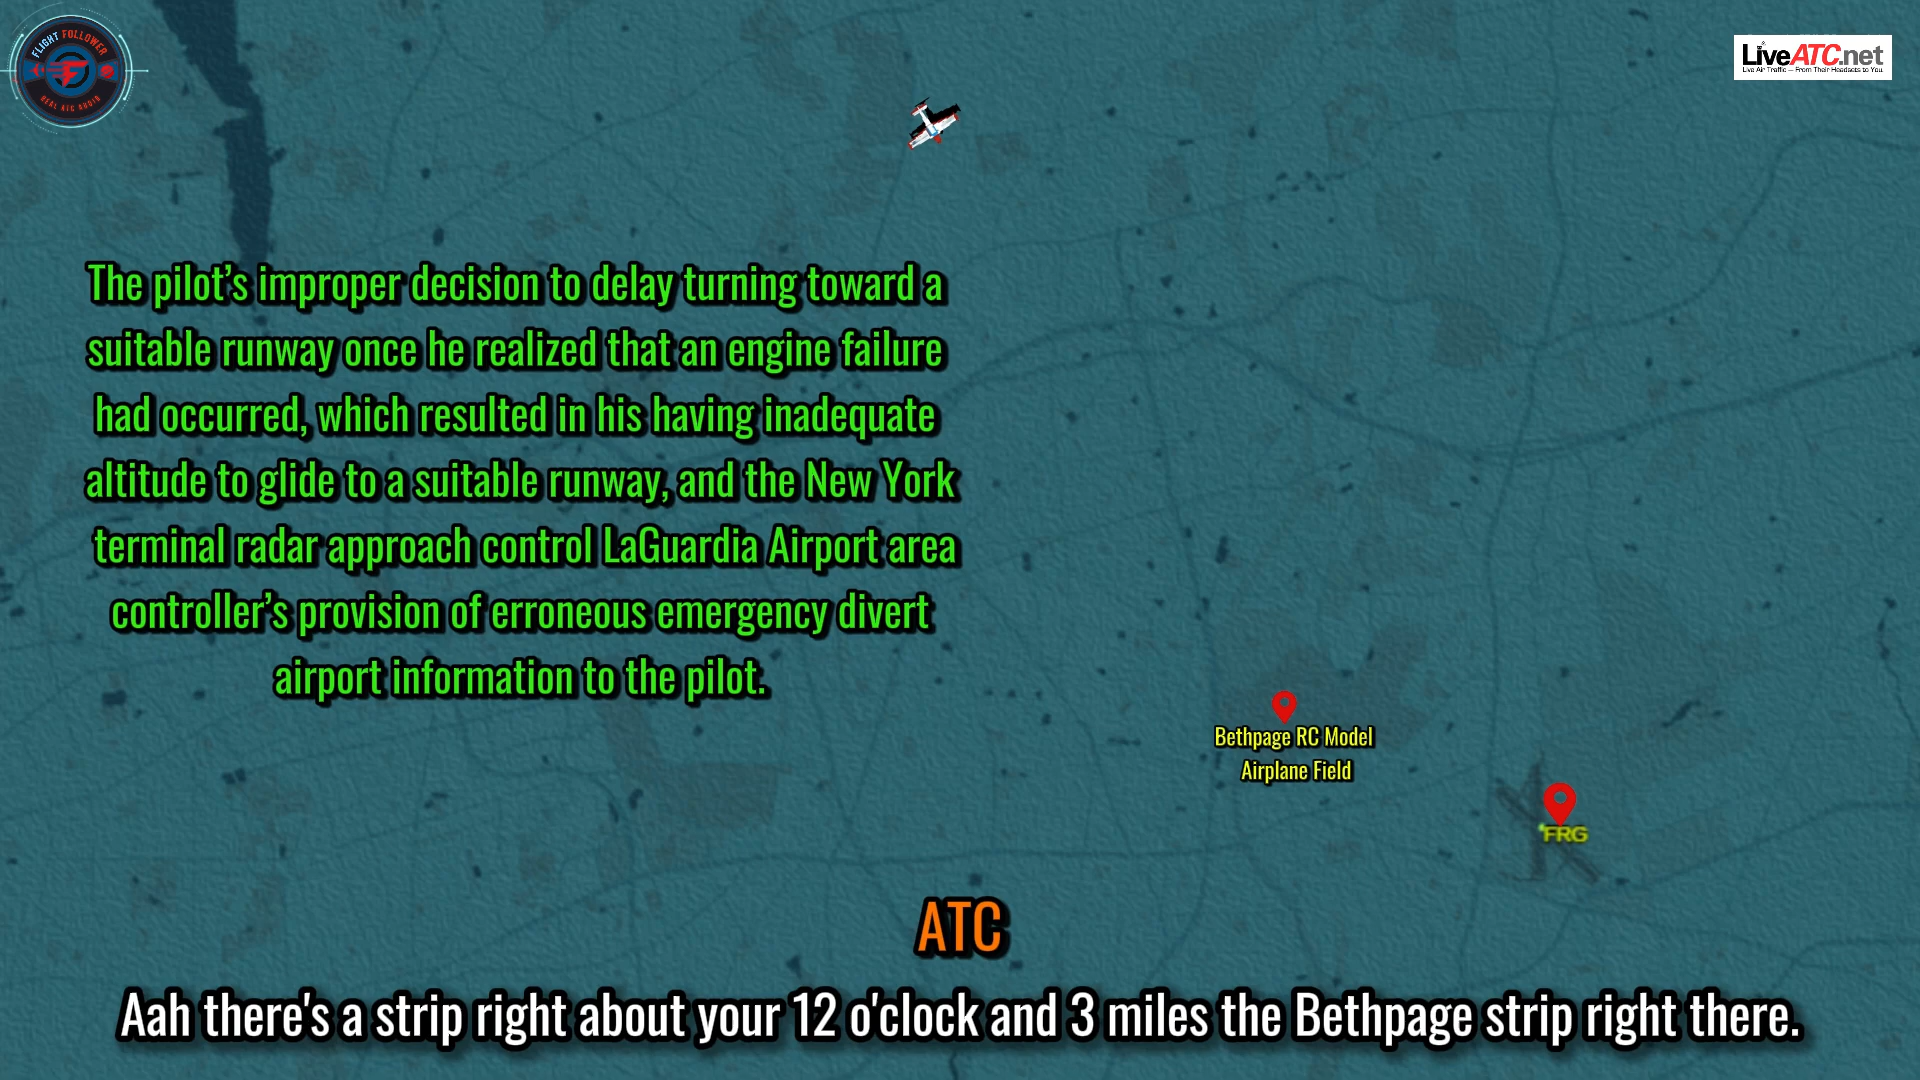 FLIGHT FOLLOWER
REAL ATC AUDIO
LiveATC.net
Live Air Traffic – From Their Headsets to You.
The pilot’s improper decision to delay turning toward a
suitable runway once he realized that an engine failure
had occurred, which resulted in his having inadequate
altitude to glide to a suitable runway, and the New York
terminal radar approach control LaGuardia Airport area
controller’s provision of erroneous emergency divert
airport information to the pilot.
Bethpage RC Model
Airplane Field
FRG
ATC
Aah there's a strip right about your 12 o'clock and 3 miles the Bethpage strip right there.